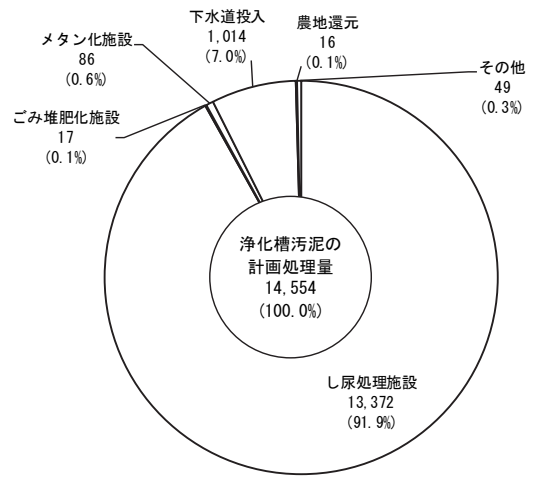 下水道投入
1,014
(7.0%)
農地還元
16
(0.1%)
メタン化施設
86
(0.6%)
その他
49
(0.3%)
ごみ堆肥化施設
17
(0.1%)
浄化槽汚泥の
計画処理量
14,554
(100.0%)
し尿処理施設
13,372
(91.9%)